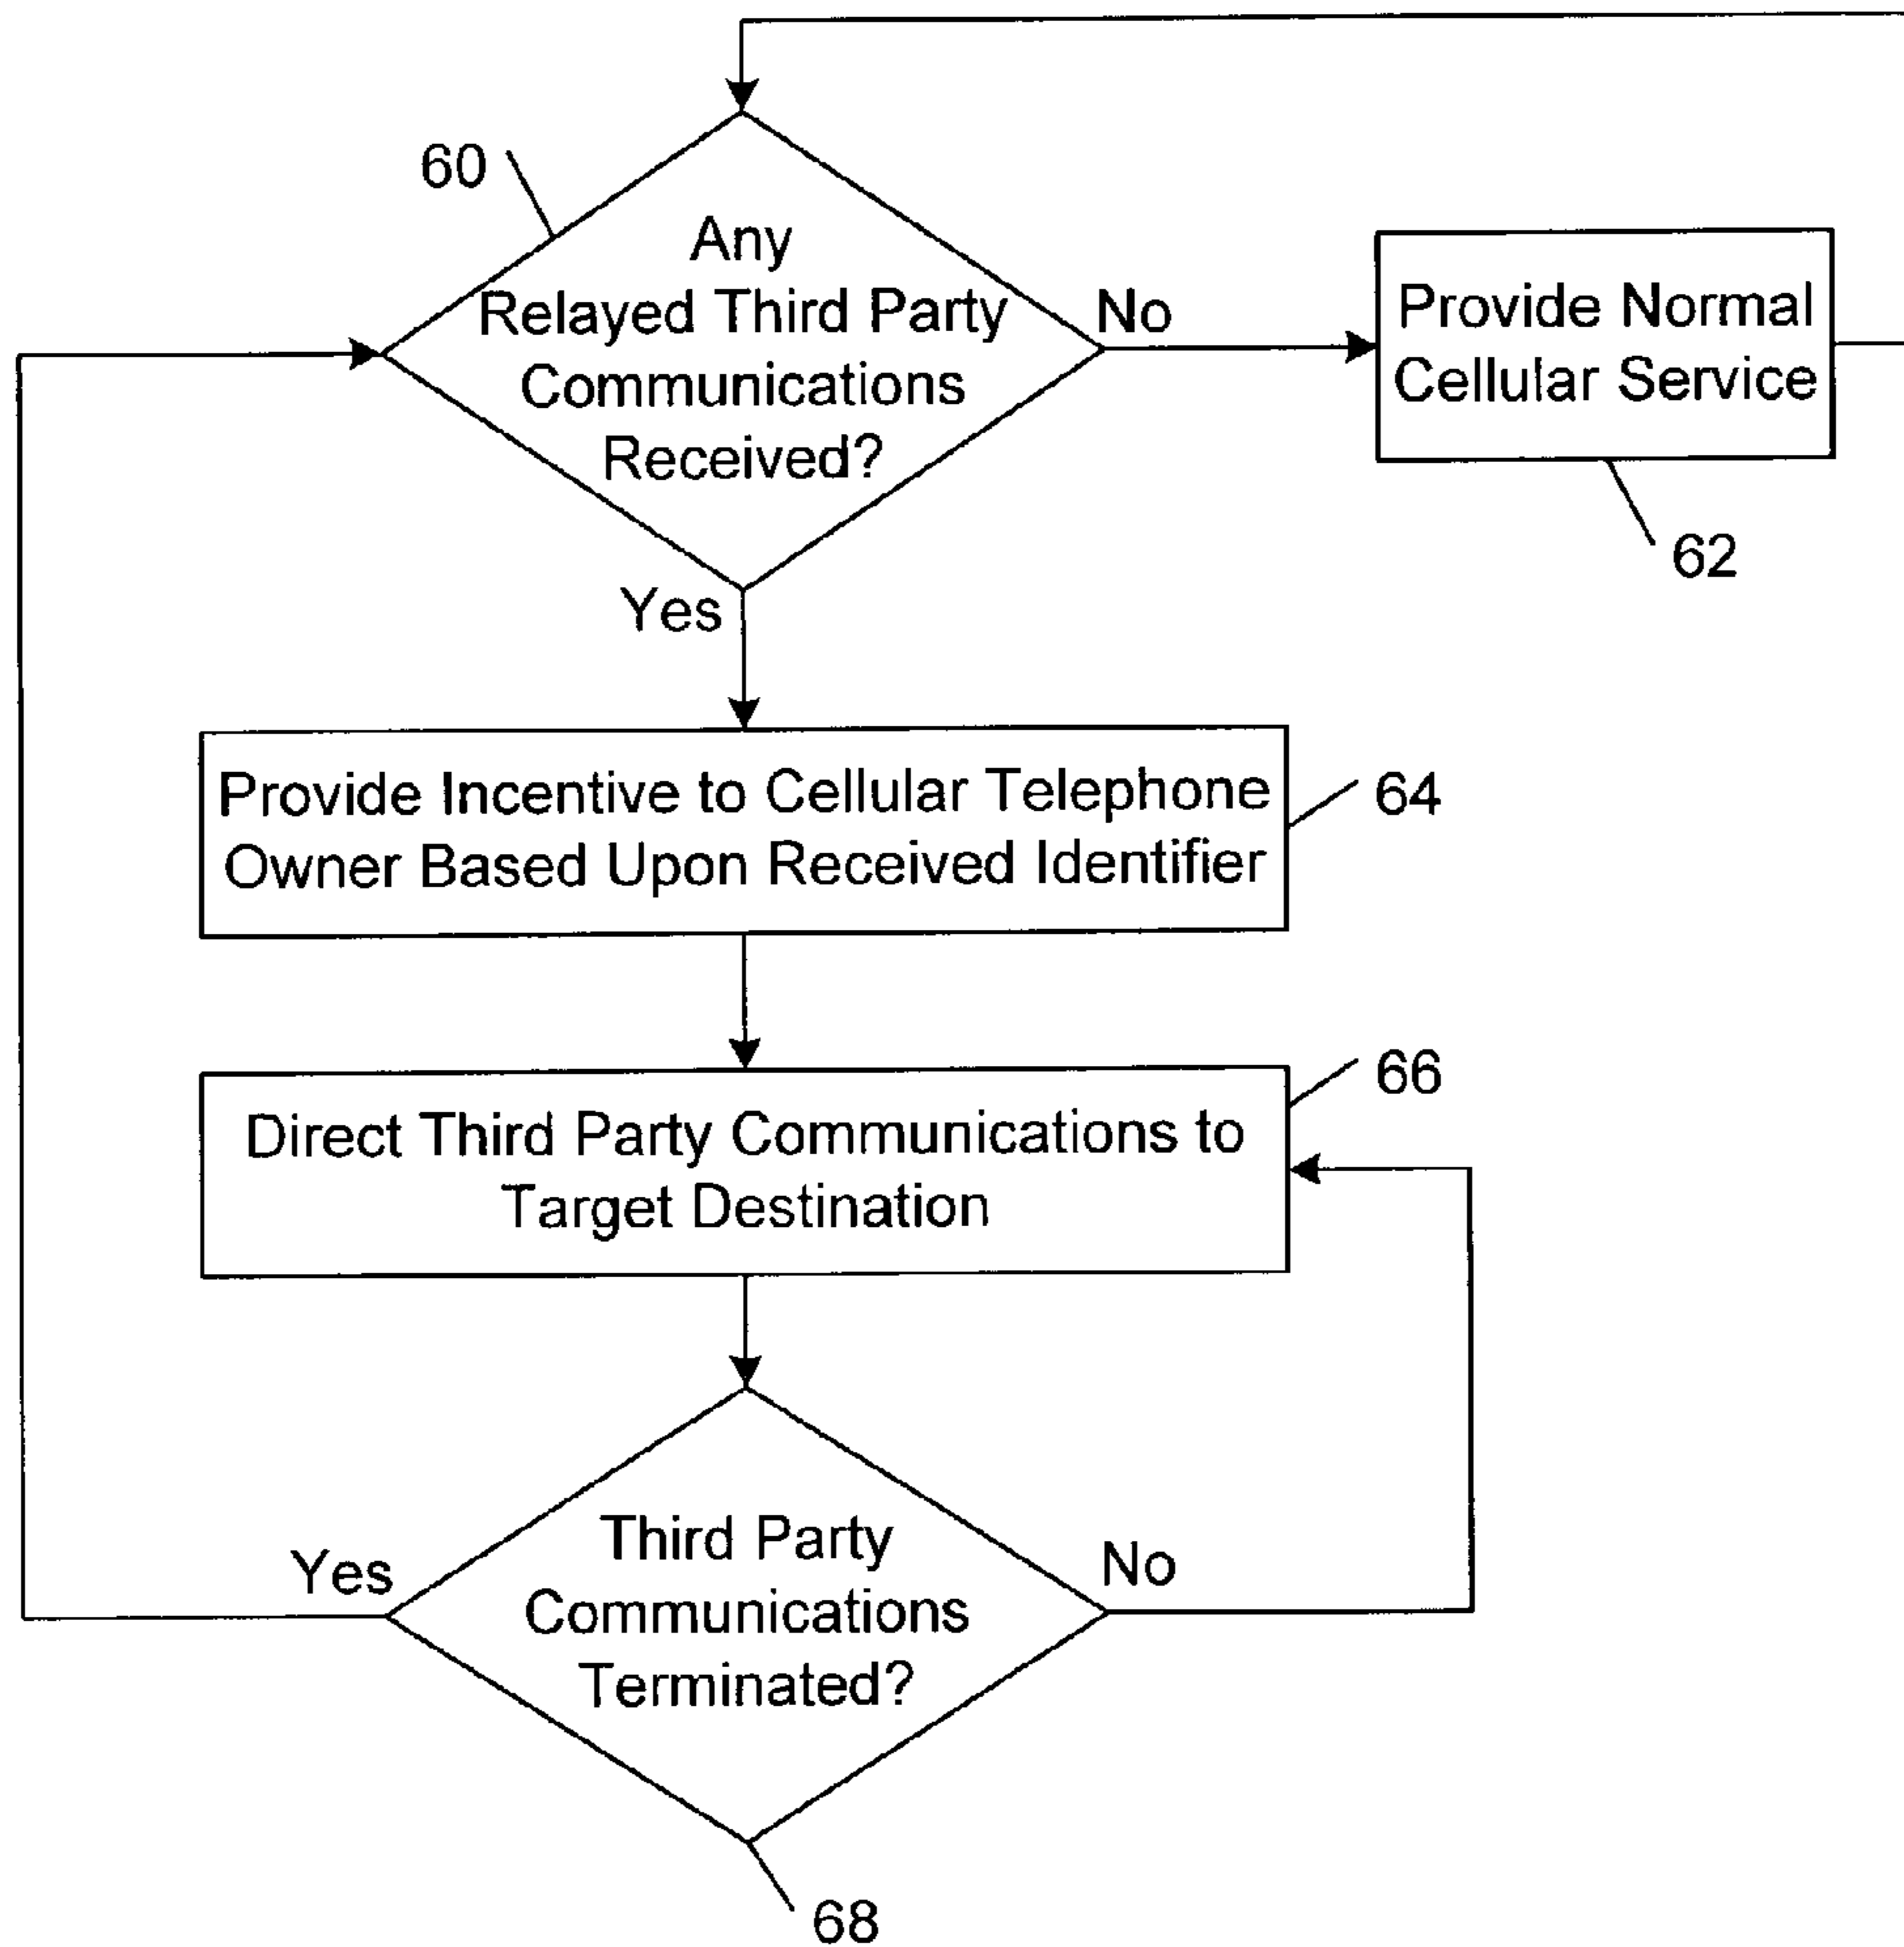 60
Any
Relayed Third Party
Communications
Received?
No
Provide Normal
Cellular Service
62
Yes
Provide Incentive to Cellular Telephone
Owner Based Upon Received Identifier
64
66
Direct Third Party Communications to
Target Destination
Yes
Third Party
Communications
Terminated?
No
68